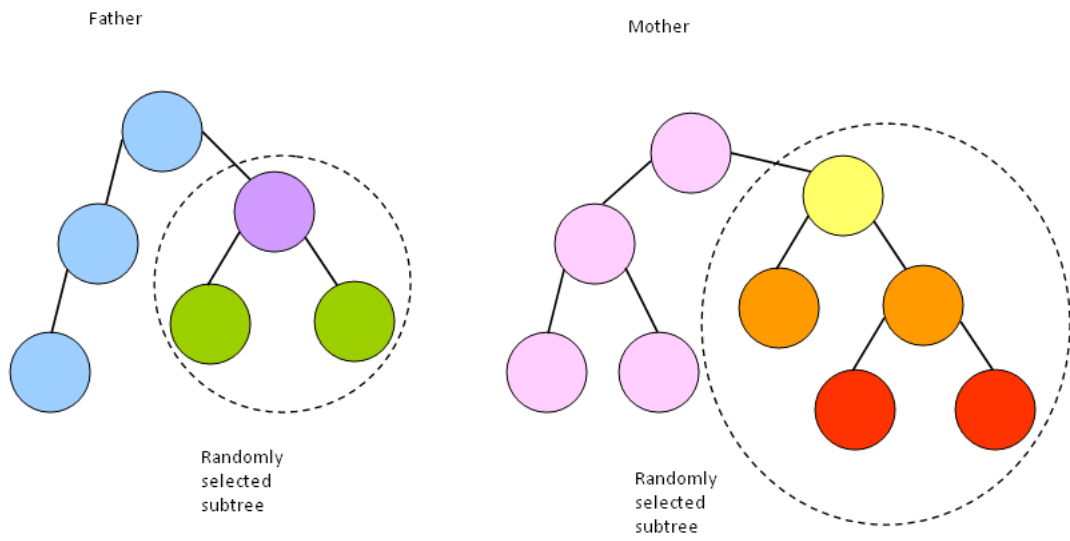 Father
Mother
Randomly
selected
subtree
Randomly
selected
subtree